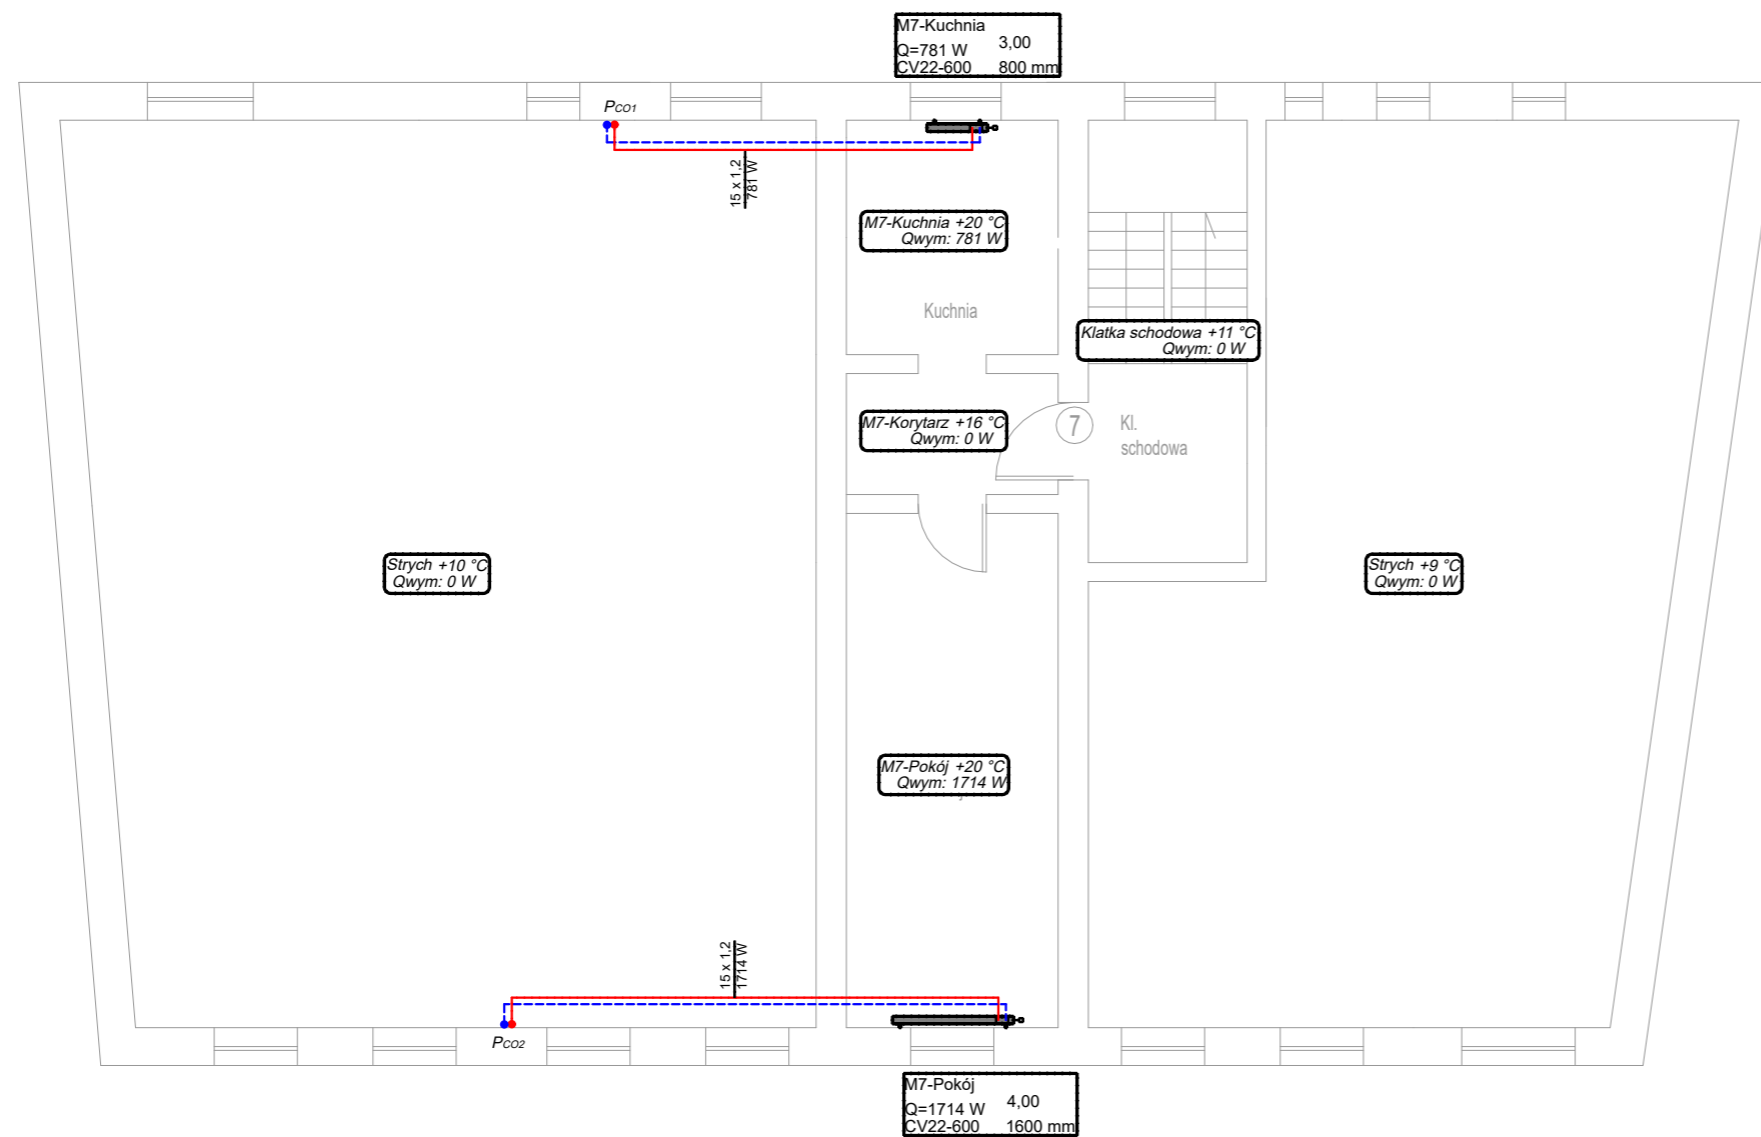 M7-Kuchnia
Q=781 W 3,00
CV22-600 800 mm
PCO1
15 x 1,2
781 W
M7-Kuchnia +20 °C
Qwym: 781 W
Kuchnia
Klatka schodowa +11 °C
Qwym: 0 W
M7-Korytarz +16 °C
Qwym: 0 W
7
Kl.
schodowa
Strych +10 °C
Qwym: 0 W
Strych +9 °C
Qwym: 0 W
M7-Pokój +20 °C
Qwym: 1714 W
15 x 1,2
1714 W
PCO2
M7-Pokój
Q=1714 W 4,00
CV22-600 1600 mm